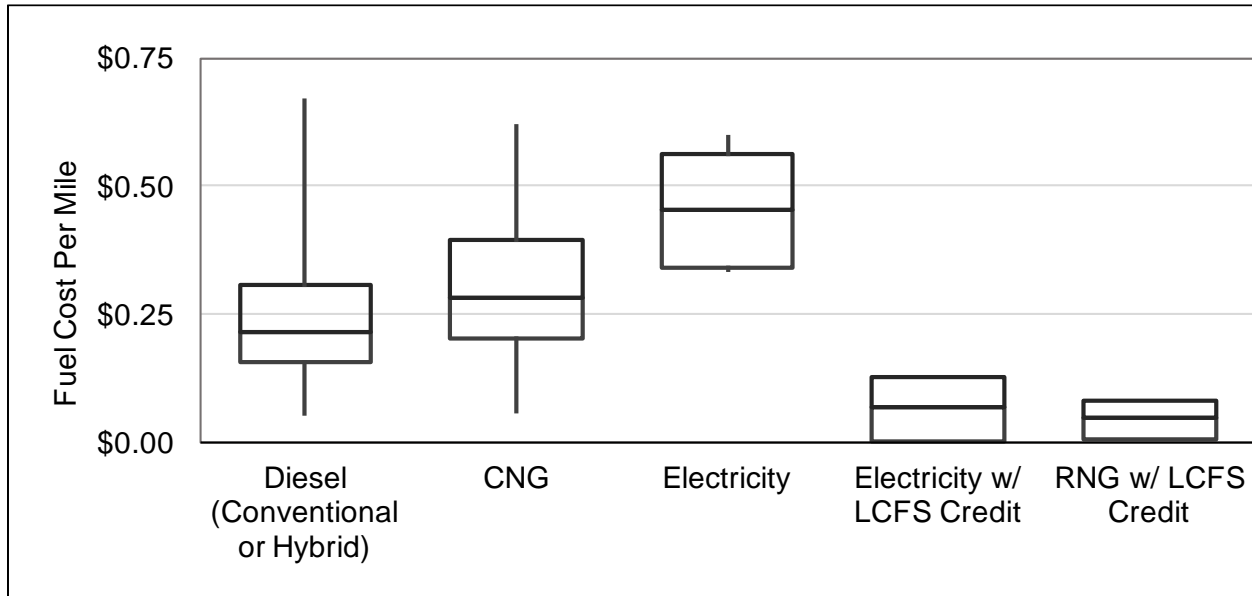 $0.75
$0.50
$0.25
$0.00
Fuel Cost Per Mile
Diesel
(Conventional
or Hybrid)
CNG
Electricity
Electricity w/
LCFS Credit
RNG w/ LCFS
Credit